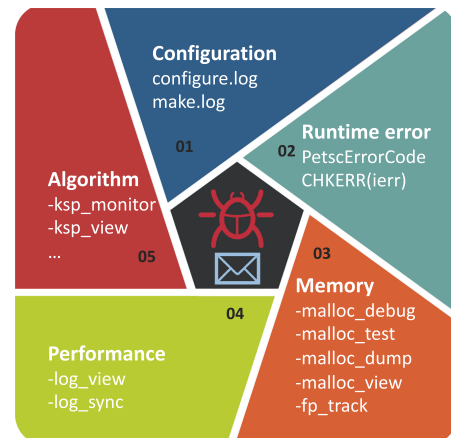 Configuration
configure.log
make.log
01
Runtime error
02
PetscErrorCode
CHKERR(ierr)
03
Memory
-malloc_debug
-malloc_test
-malloc_dump
-malloc_view
-fp_track
04
Performance
-log_view
-log_sync
Algorithm
-ksp_monitor
-ksp_view
...
05